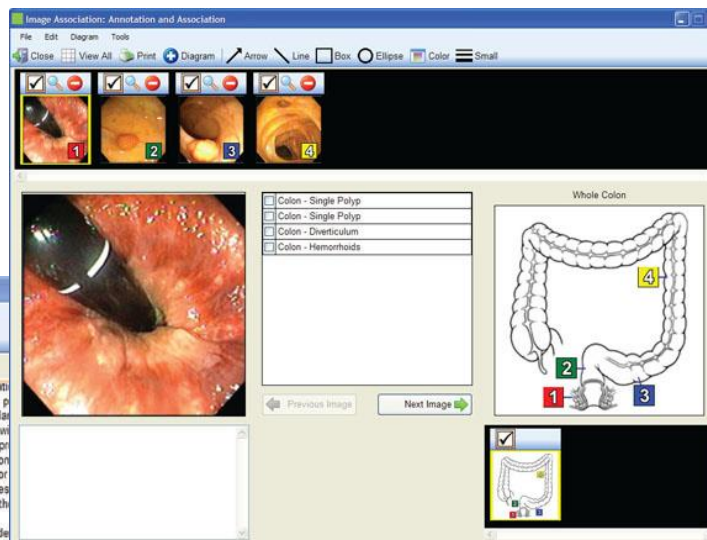 Image Association: Annotation and Association
File Edit Diagram Tools
Close View All Print Diagram Arrow Line Box Ellipse Color Small
1 2 3 4
Colon - Single Polyp
Colon - Single Polyp
Colon - Diverticulum
Colon - Hemorrhoids
Previous Image Next Image
Whole Colon
4
2
1 3